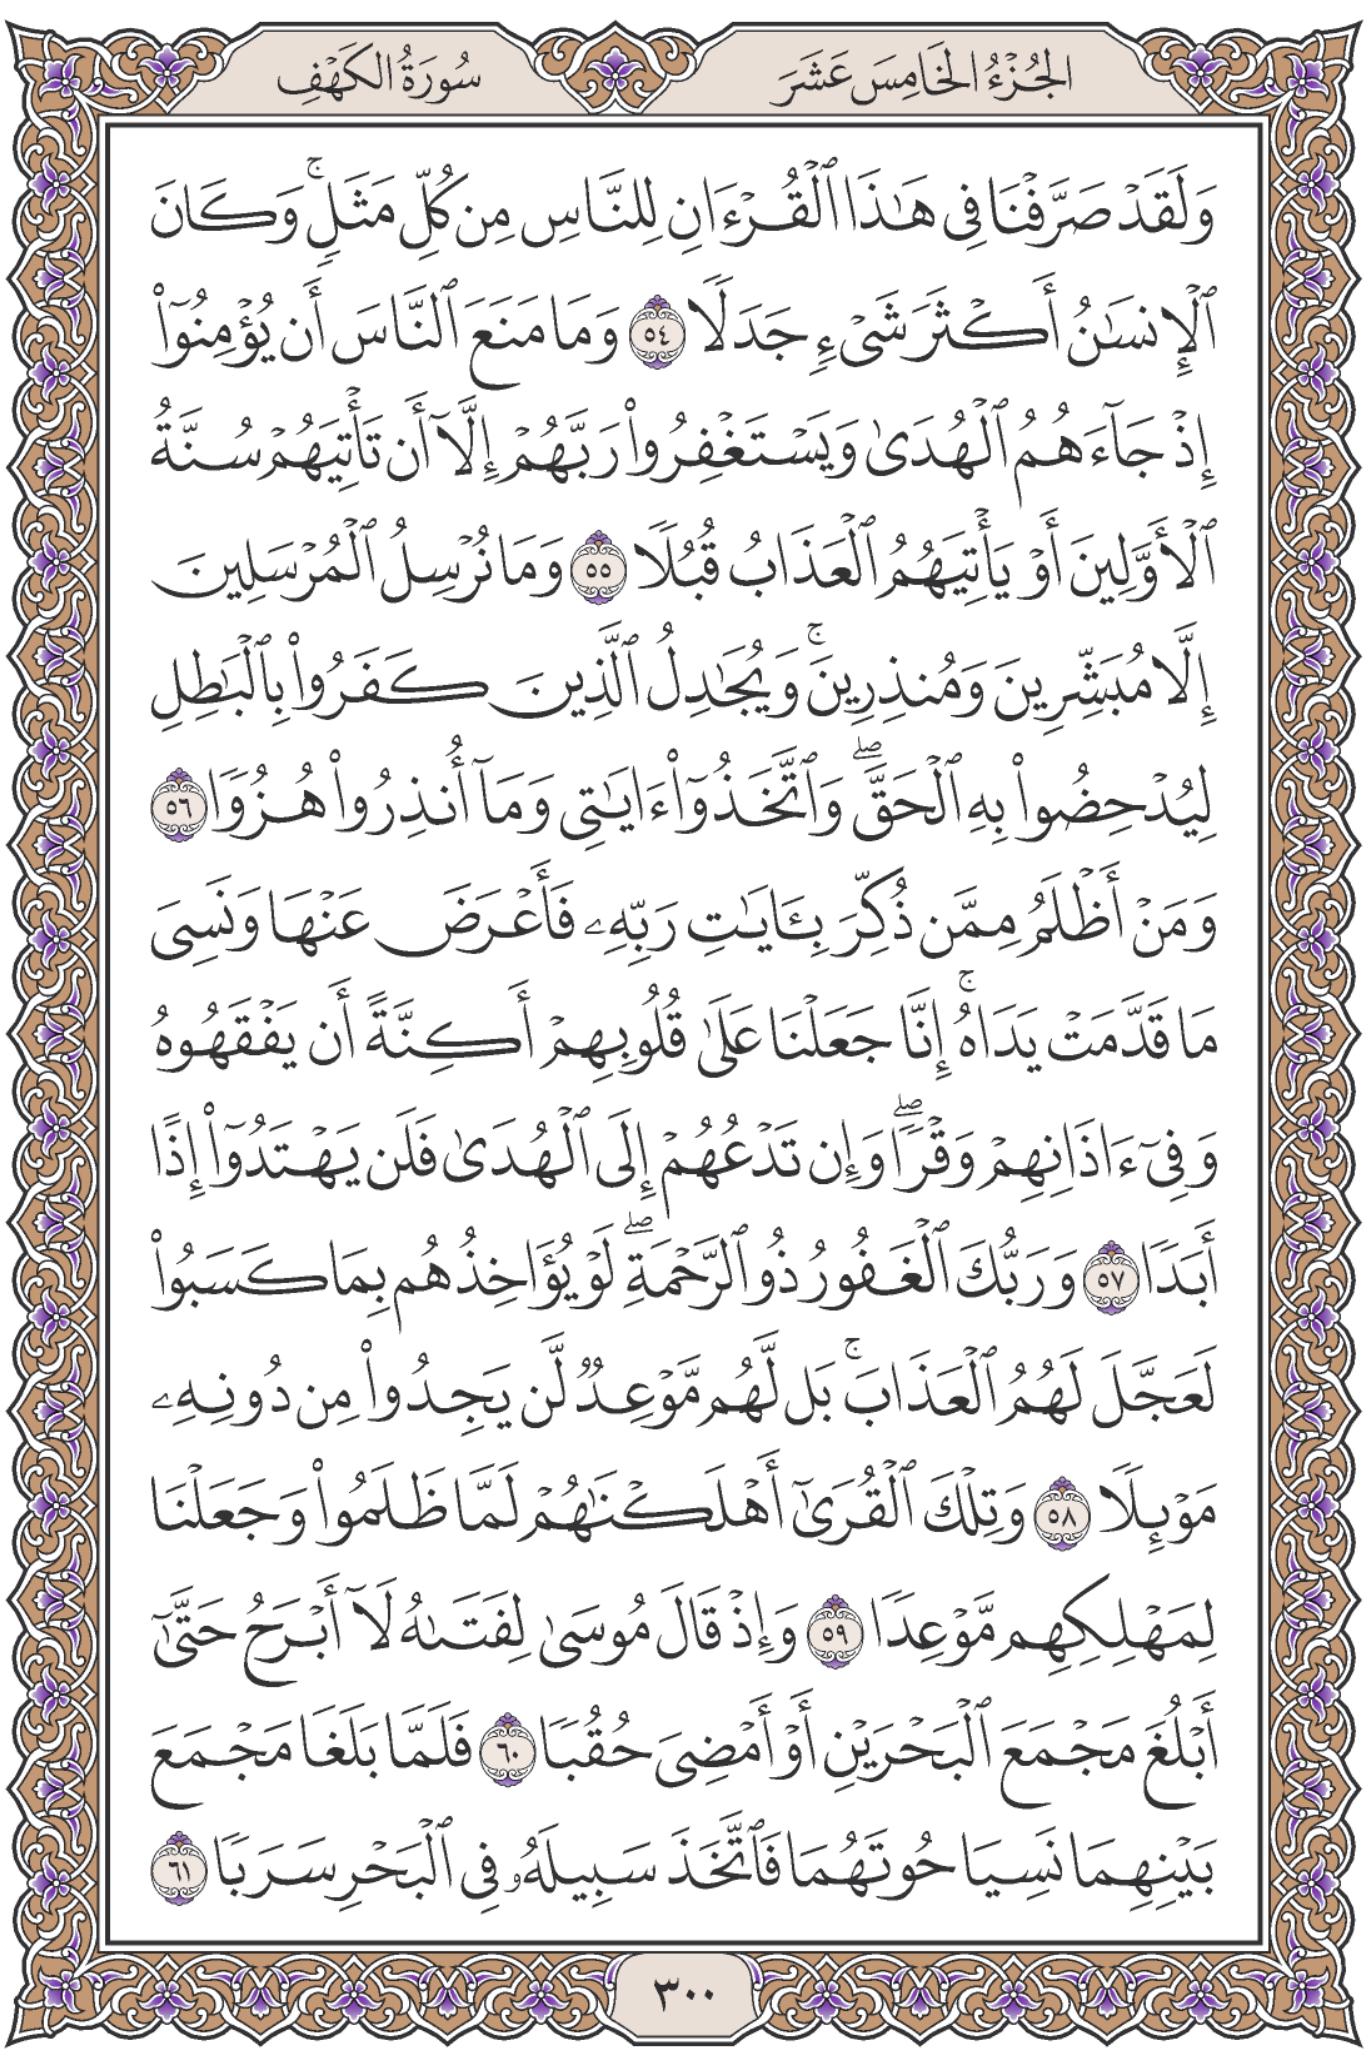 الجُزْءُ الخَامِسَ عَشَرَ
سُورَةُ الكَهْفِ
وَلَقَدْ صَرَّفْنَا فِى هَـٰذَا ٱلْقُرْءَانِ لِلنَّاسِ مِن كُلِّ مَثَلٍ ۚ وَكَانَ
ٱلْإِنسَـٰنُ أَكْثَرَ شَىْءٍ جَدَلًا ٥٤ وَمَا مَنَعَ ٱلنَّاسَ أَن يُؤْمِنُوٓا۟
إِذْ جَآءَهُمُ ٱلْهُدَىٰ وَيَسْتَغْفِرُوا۟ رَبَّهُمْ إِلَّآ أَن تَأْتِيَهُمْ سُنَّةُ
ٱلْأَوَّلِينَ أَوْ يَأْتِيَهُمُ ٱلْعَذَابُ قُبُلًا ٥٥ وَمَا نُرْسِلُ ٱلْمُرْسَلِينَ
إِلَّا مُبَشِّرِينَ وَمُنذِرِينَ ۚ وَيُجَـٰدِلُ ٱلَّذِينَ كَفَرُوا۟ بِٱلْبَـٰطِلِ
لِيُدْحِضُوا۟ بِهِ ٱلْحَقَّ ۖ وَٱتَّخَذُوٓا۟ ءَايَـٰتِى وَمَآ أُنذِرُوا۟ هُزُوًا ٥٦
وَمَنْ أَظْلَمُ مِمَّن ذُكِّرَ بِـَٔايَـٰتِ رَبِّهِۦ فَأَعْرَضَ عَنْهَا وَنَسِىَ
مَا قَدَّمَتْ يَدَاهُ ۚ إِنَّا جَعَلْنَا عَلَىٰ قُلُوبِهِمْ أَكِنَّةً أَن يَفْقَهُوهُ
وَفِىٓ ءَاذَانِهِمْ وَقْرًا ۖ وَإِن تَدْعُهُمْ إِلَى ٱلْهُدَىٰ فَلَن يَهْتَدُوٓا۟ إِذًا
أَبَدًا ٥٧ وَرَبُّكَ ٱلْغَفُورُ ذُو ٱلرَّحْمَةِ ۖ لَوْ يُؤَاخِذُهُم بِمَا كَسَبُوا۟
لَعَجَّلَ لَهُمُ ٱلْعَذَابَ ۚ بَل لَّهُم مَّوْعِدٌ لَّن يَجِدُوا۟ مِن دُونِهِۦ
مَوْئِلًا ٥٨ وَتِلْكَ ٱلْقُرَىٰٓ أَهْلَكْنَـٰهُمْ لَمَّا ظَلَمُوا۟ وَجَعَلْنَا
لِمَهْلِكِهِم مَّوْعِدًا ٥٩ وَإِذْ قَالَ مُوسَىٰ لِفَتَىٰهُ لَآ أَبْرَحُ حَتَّىٰٓ
أَبْلُغَ مَجْمَعَ ٱلْبَحْرَيْنِ أَوْ أَمْضِىَ حُقُبًا ٦٠ فَلَمَّا بَلَغَا مَجْمَعَ
بَيْنِهِمَا نَسِيَا حُوتَهُمَا فَٱتَّخَذَ سَبِيلَهُۥ فِى ٱلْبَحْرِ سَرَبًا ٦١
٣٠٠